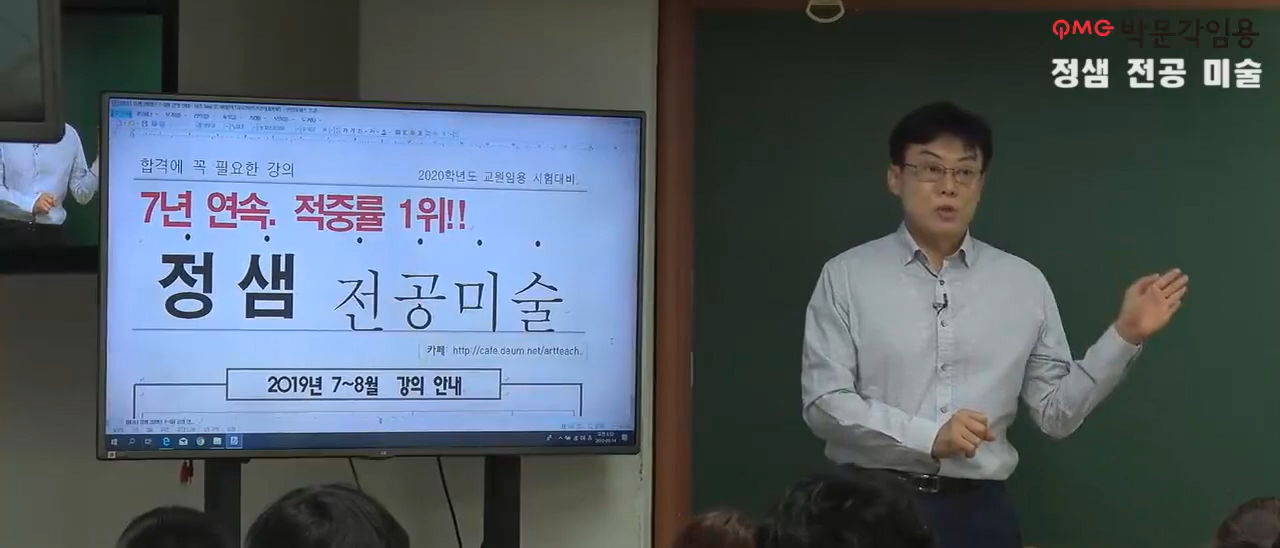 PMG 박문각임용
정샘 전공 미술
합격에 꼭 필요한 강의
2020학년도 교원임용 시험대비.
7년 연속. 적중률 1위!!
정샘 전공미술
카페: http://cafe.daum.net/artteach.
2019년 7~8월 강의 안내